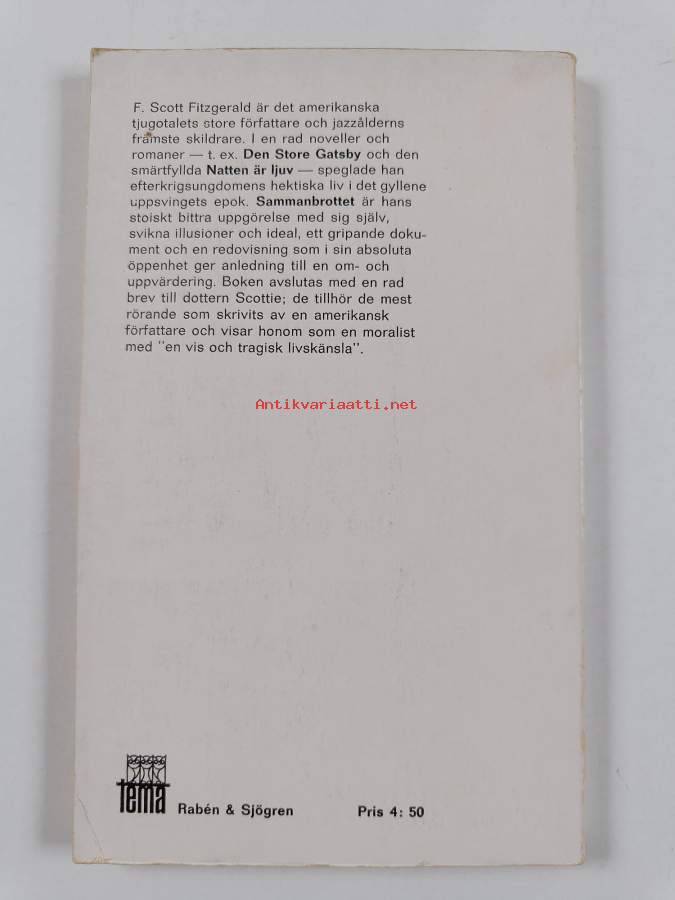 F. Scott Fitzgerald är det amerikanska
tjugotalets store författare och jazzålderns
främste skildrare. I en rad noveller och
romaner — t. ex. Den Store Gatsby och den
smärtfyllda Natten är ljuv — speglade han
efterkrigsungdomens hektiska liv i det gyllene
uppsvingets epok. Sammanbrottet är hans
stoiskt bittra uppgörelse med sig själv,
svikna illusioner och ideal, ett gripande doku-
ment och en redovisning som i sin absoluta
öppenhet ger anledning till en om- och
uppvärdering. Boken avslutas med en rad
brev till dottern Scottie; de tillhör de mest
rörande som skrivits av en amerikansk
författare och visar honom som en moralist
med "en vis och tragisk livskänsla".
Antikvariaatti.net
tema
Rabén & Sjögren Pris 4: 50